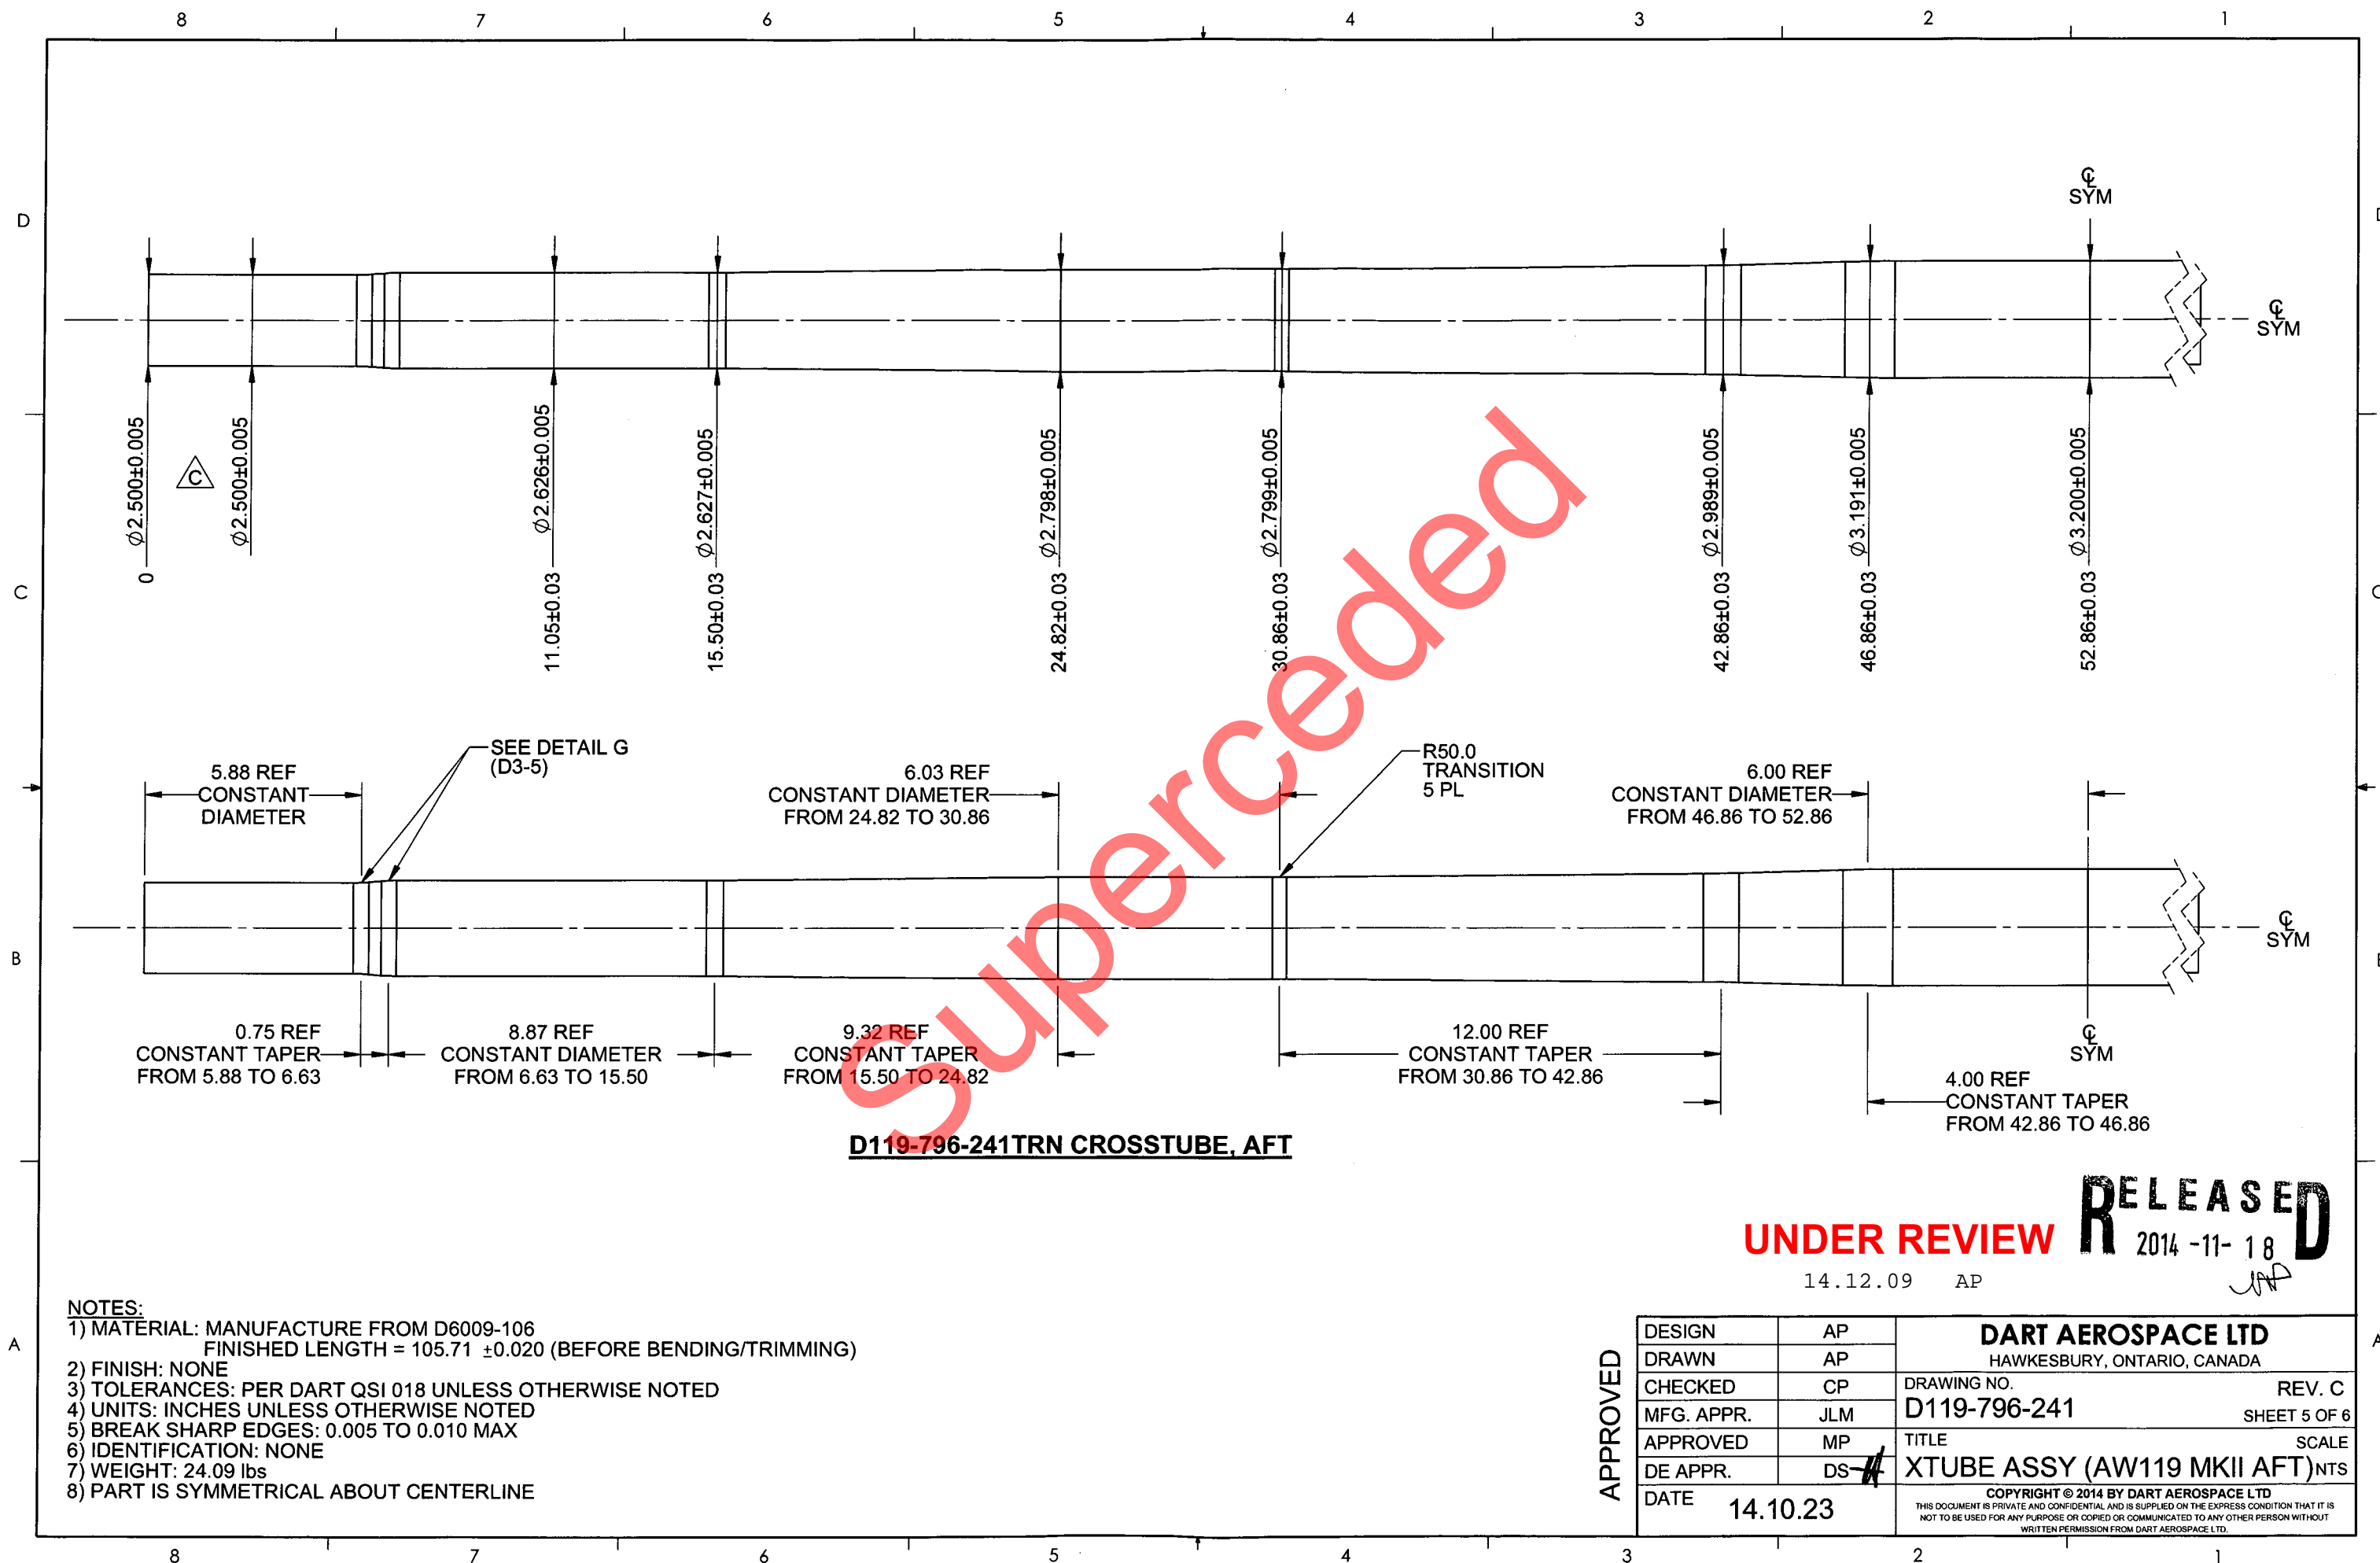 8 7 6 5 4 3 2 1
D
℄
SYM
℄
SYM
Ø2.500±0.005
0
C
Ø2.500±0.005
Ø2.626±0.005
11.05±0.03
Ø2.627±0.005
15.50±0.03
Ø2.798±0.005
24.82±0.03
Ø2.799±0.005
30.86±0.03
Ø2.989±0.005
42.86±0.03
Ø3.191±0.005
46.86±0.03
Ø3.200±0.005
52.86±0.03
C
Superceded
5.88 REF
CONSTANT
DIAMETER
SEE DETAIL G
(D3-5)
6.03 REF
CONSTANT DIAMETER
FROM 24.82 TO 30.86
R50.0
TRANSITION
5 PL
6.00 REF
CONSTANT DIAMETER
FROM 46.86 TO 52.86
B
℄
SYM
0.75 REF
CONSTANT TAPER
FROM 5.88 TO 6.63
8.87 REF
CONSTANT DIAMETER
FROM 6.63 TO 15.50
9.32 REF
CONSTANT TAPER
FROM 15.50 TO 24.82
12.00 REF
CONSTANT TAPER
FROM 30.86 TO 42.86
℄
SYM
4.00 REF
CONSTANT TAPER
FROM 42.86 TO 46.86
D119-796-241TRN CROSSTUBE, AFT
UNDER REVIEW
14.12.09 AP
RELEASED
2014 -11- 18
NOTES:
1) MATERIAL: MANUFACTURE FROM D6009-106
FINISHED LENGTH = 105.71 ±0.020 (BEFORE BENDING/TRIMMING)
2) FINISH: NONE
3) TOLERANCES: PER DART QSI 018 UNLESS OTHERWISE NOTED
4) UNITS: INCHES UNLESS OTHERWISE NOTED
5) BREAK SHARP EDGES: 0.005 TO 0.010 MAX
6) IDENTIFICATION: NONE
7) WEIGHT: 24.09 lbs
8) PART IS SYMMETRICAL ABOUT CENTERLINE
A
A
APPROVED
DESIGN AP
DRAWN AP
CHECKED CP
MFG. APPR. JLM
APPROVED MP
DE APPR. DS
DATE 14.10.23
DART AEROSPACE LTD
HAWKESBURY, ONTARIO, CANADA
DRAWING NO. REV. C
D119-796-241 SHEET 5 OF 6
TITLE SCALE
XTUBE ASSY (AW119 MKII AFT) NTS
COPYRIGHT © 2014 BY DART AEROSPACE LTD
THIS DOCUMENT IS PRIVATE AND CONFIDENTIAL AND IS SUPPLIED ON THE EXPRESS CONDITION THAT IT IS
NOT TO BE USED FOR ANY PURPOSE OR COPIED OR COMMUNICATED TO ANY OTHER PERSON WITHOUT
WRITTEN PERMISSION FROM DART AEROSPACE LTD.
8 7 6 5 4 3 2 1